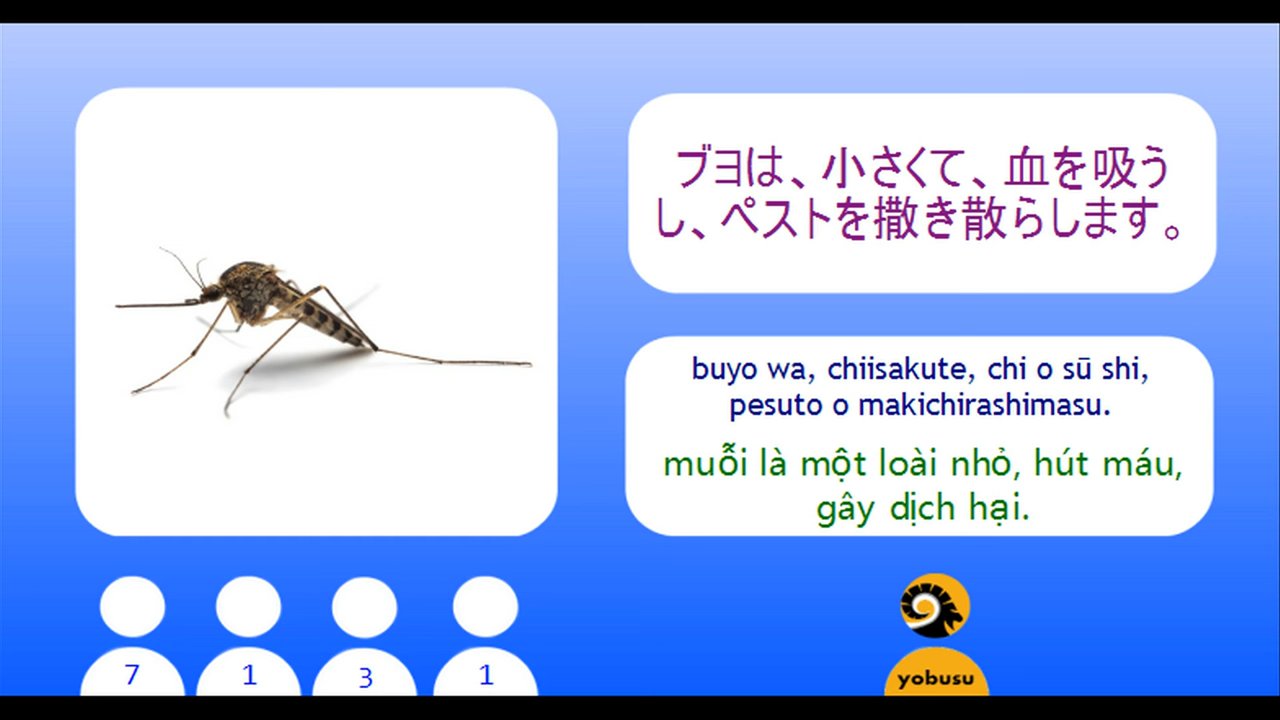 ブヨは、小さくて、血を吸う
し、ペストを撒き散らします。
buyo wa, chiisakute, chi o sū shi,
pesuto o makichirashimasu.
muỗi là một loài nhỏ, hút máu,
gây dịch hại.
7 1 3 1
yobusu